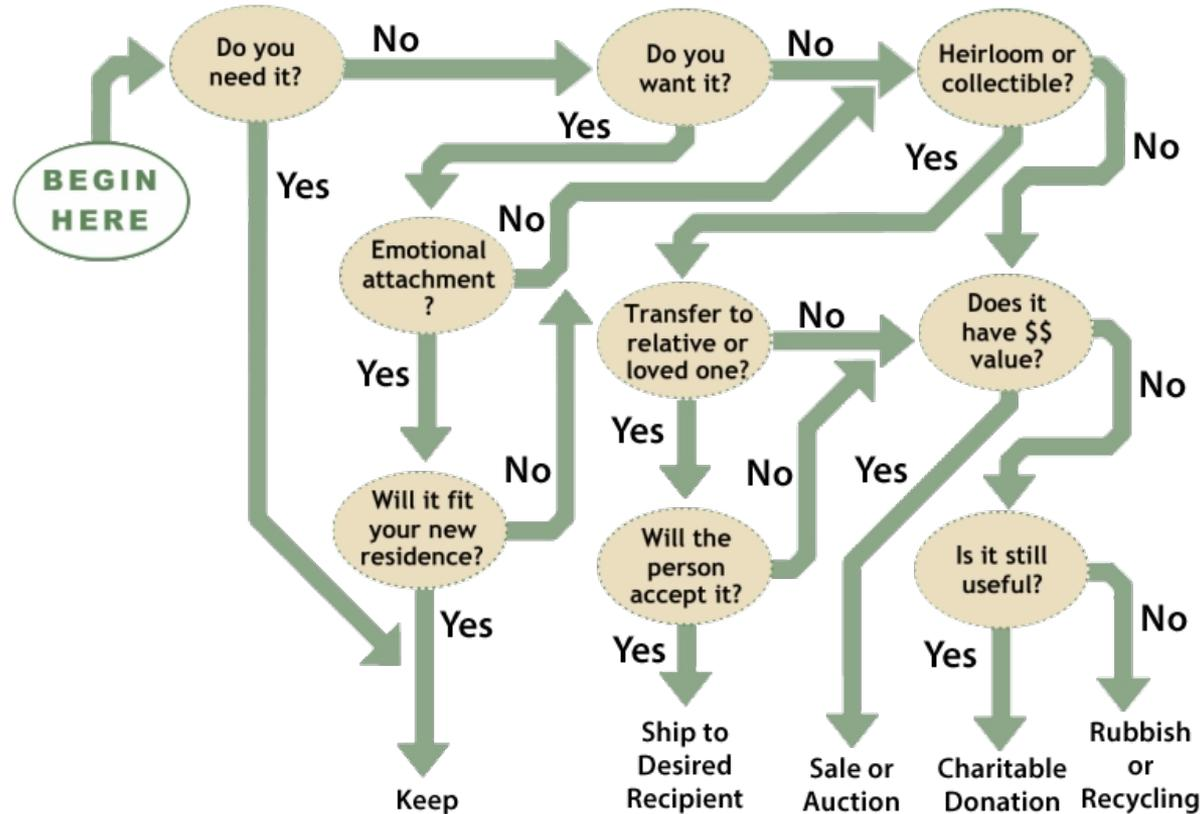 Do you
need it?
No
Do you
want it?
No
Heirloom or
collectible?
BEGIN
HERE
Yes
Yes
Yes
No
Emotional
attachment
?
No
Transfer to
relative or
loved one?
No
Does it
have $$
value?
Yes
No
Yes
No
Yes
No
Will it fit
your new
residence?
Will the
person
accept it?
Is it still
useful?
Yes
Yes
Yes
No
Keep
Ship to
Desired
Recipient
Sale or
Auction
Charitable
Donation
Rubbish
or
Recycling